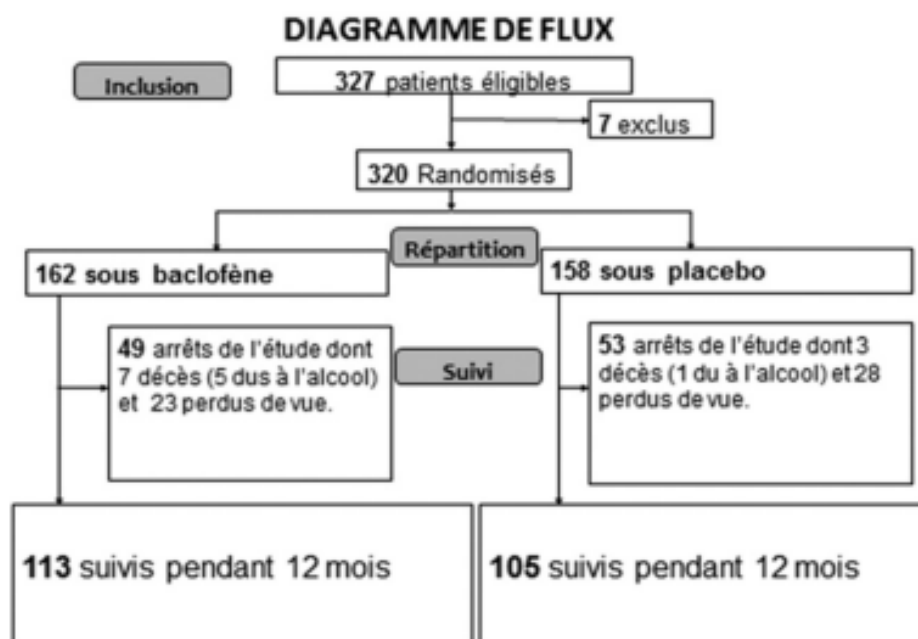 DIAGRAMME DE FLUX
Inclusion
327 patients éligibles
7 exclus
320 Randomisés
Répartition
162 sous baclofène
158 sous placebo
49 arrêts de l'étude dont
7 décès (5 dus à l'alcool)
et 23 perdus de vue.
Suivi
53 arrêts de l'étude dont 3
décès (1 du à l'alcool) et 28
perdus de vue.
113 suivis pendant 12 mois
105 suivis pendant 12 mois